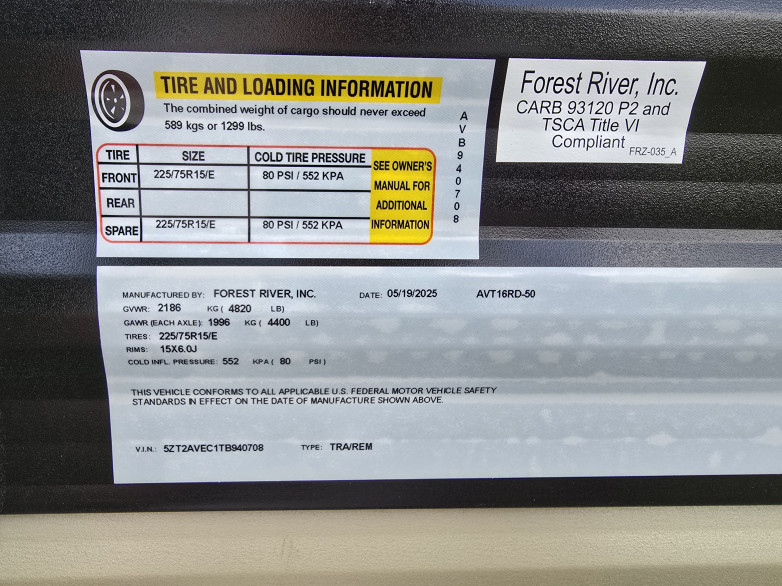 TIRE AND LOADING INFORMATION
The combined weight of cargo should never exceed
589 kgs or 1299 lbs.
TIRE SIZE COLD TIRE PRESSURE
FRONT 225/75R15/E 80 PSI / 552 KPA
REAR
SPARE 225/75R15/E 80 PSI / 552 KPA
SEE OWNER'S
MANUAL FOR
ADDITIONAL
INFORMATION
AVB940708
Forest River, Inc.
CARB 93120 P2 and
TSCA Title VI
Compliant
FRZ-035_A
MANUFACTURED BY: FOREST RIVER, INC. DATE: 05/19/2025 AVT16RD-50
GVWR: 2186 KG ( 4820 LB)
GAWR (EACH AXLE): 1996 KG ( 4400 LB)
TIRES: 225/75R15/E
RIMS: 15X6.0J
COLD INFL. PRESSURE: 552 KPA ( 80 PSI)
THIS VEHICLE CONFORMS TO ALL APPLICABLE U.S. FEDERAL MOTOR VEHICLE SAFETY
STANDARDS IN EFFECT ON THE DATE OF MANUFACTURE SHOWN ABOVE.
V.I.N.: 5ZT2AVEC1TB940708 TYPE: TRA/REM